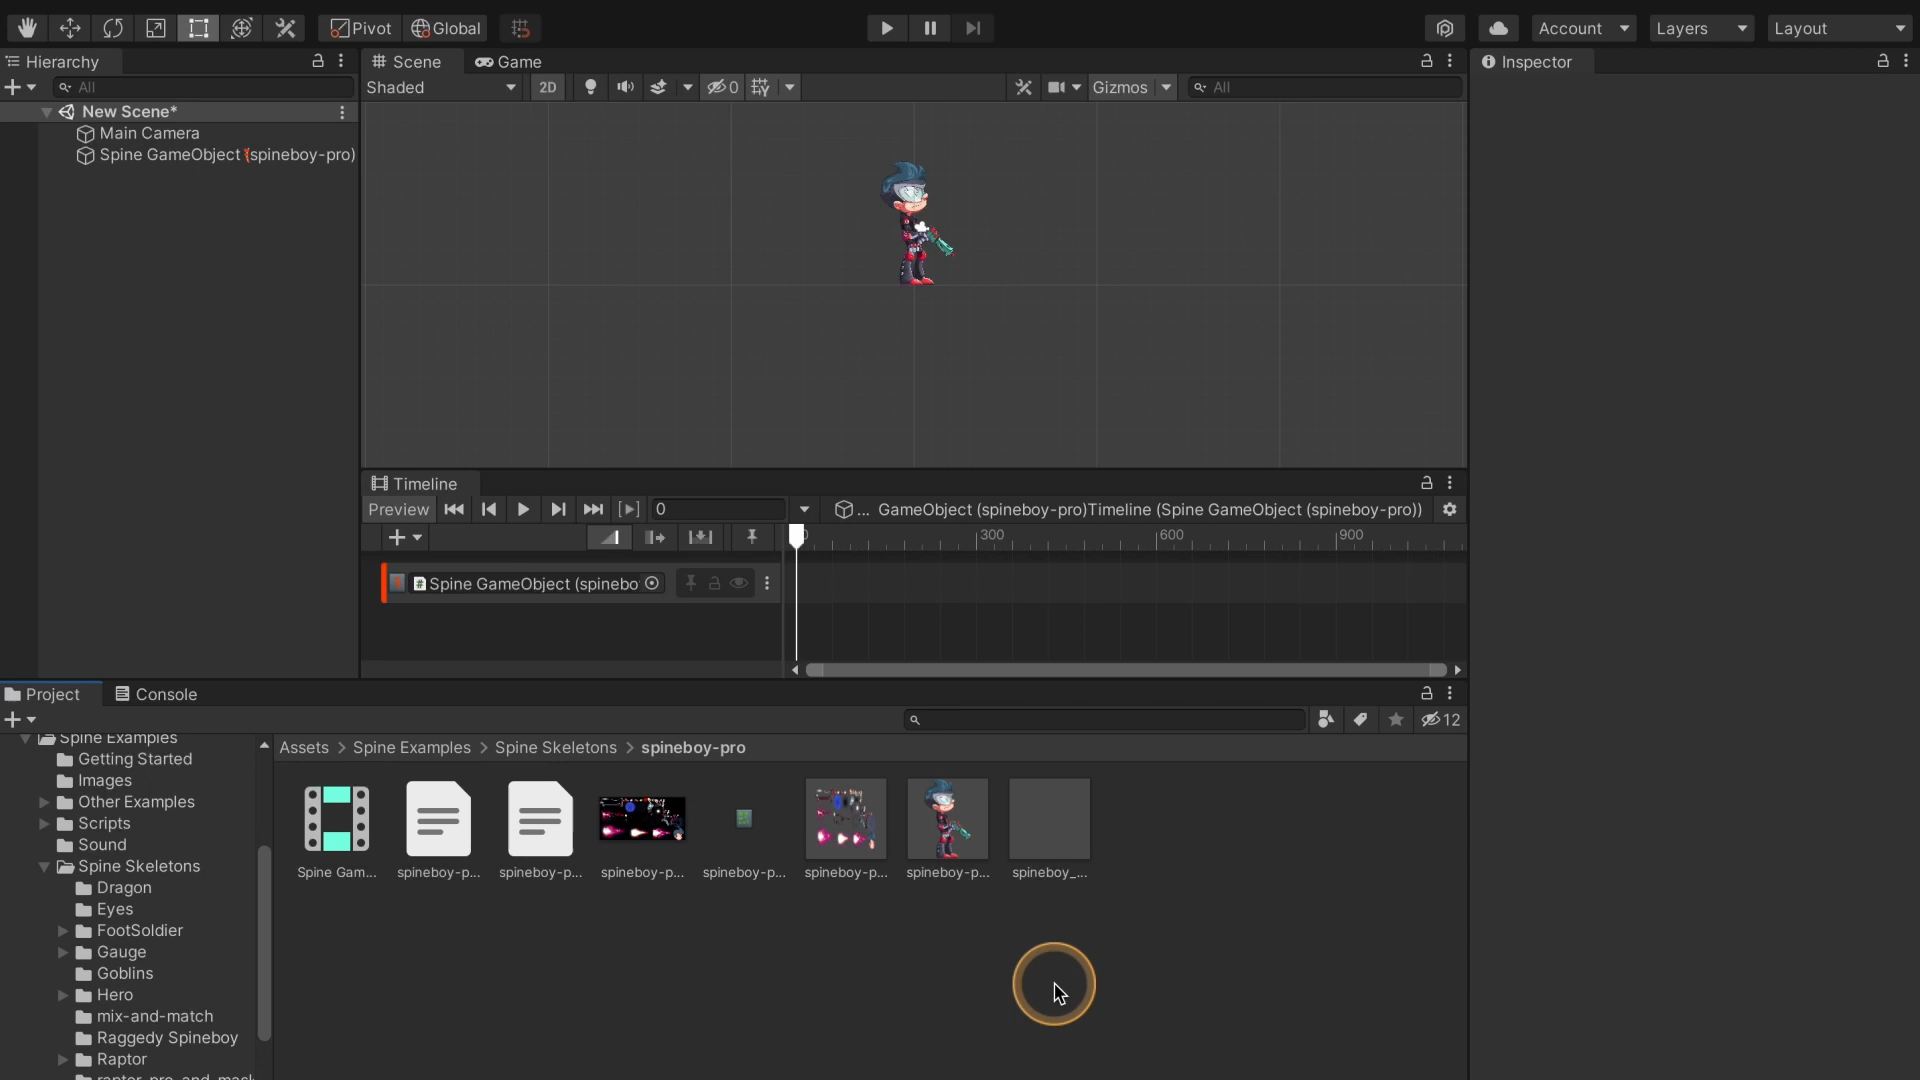 Pivot Global Account Layers Layout
Hierarchy
Scene Game
Inspector
All
Shaded 2D 0 Gizmos All
New Scene*
Main Camera
Spine GameObject (spineboy-pro)
Timeline
Preview 0 ... GameObject (spineboy-pro)Timeline (Spine GameObject (spineboy-pro))
300 600 900
Spine GameObject (spinebo
Project Console
12
Spine Examples
Assets > Spine Examples > Spine Skeletons > spineboy-pro
Getting Started
Images
Other Examples
Scripts
Sound
Spine Skeletons
Dragon
Eyes
FootSoldier
Gauge
Goblins
Hero
mix-and-match
Raggedy Spineboy
Raptor
raptor-pro-and-mask
Spine Gam... spineboy-p... spineboy-p... spineboy-p... spineboy-p... spineboy-p... spineboy-p... spineboy_...